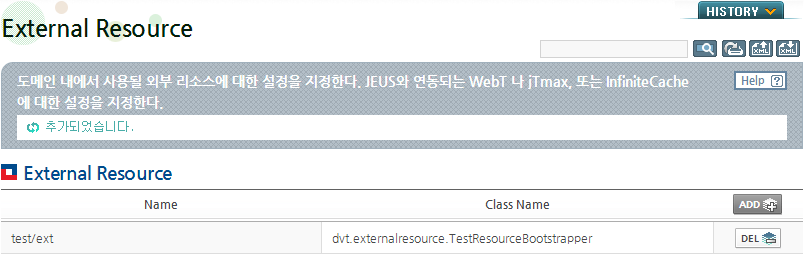 HISTORY
External Resource
XML XML
도메인 내에서 사용될 외부 리소스에 대한 설정을 지정한다. JEUS와 연동되는 WebT 나 jTmax, 또는 InfiniteCache
에 대한 설정을 지정한다.
Help ?
추가되었습니다.
External Resource
Name Class Name ADD
test/ext dvt.externalresource.TestResourceBootstrapper DEL